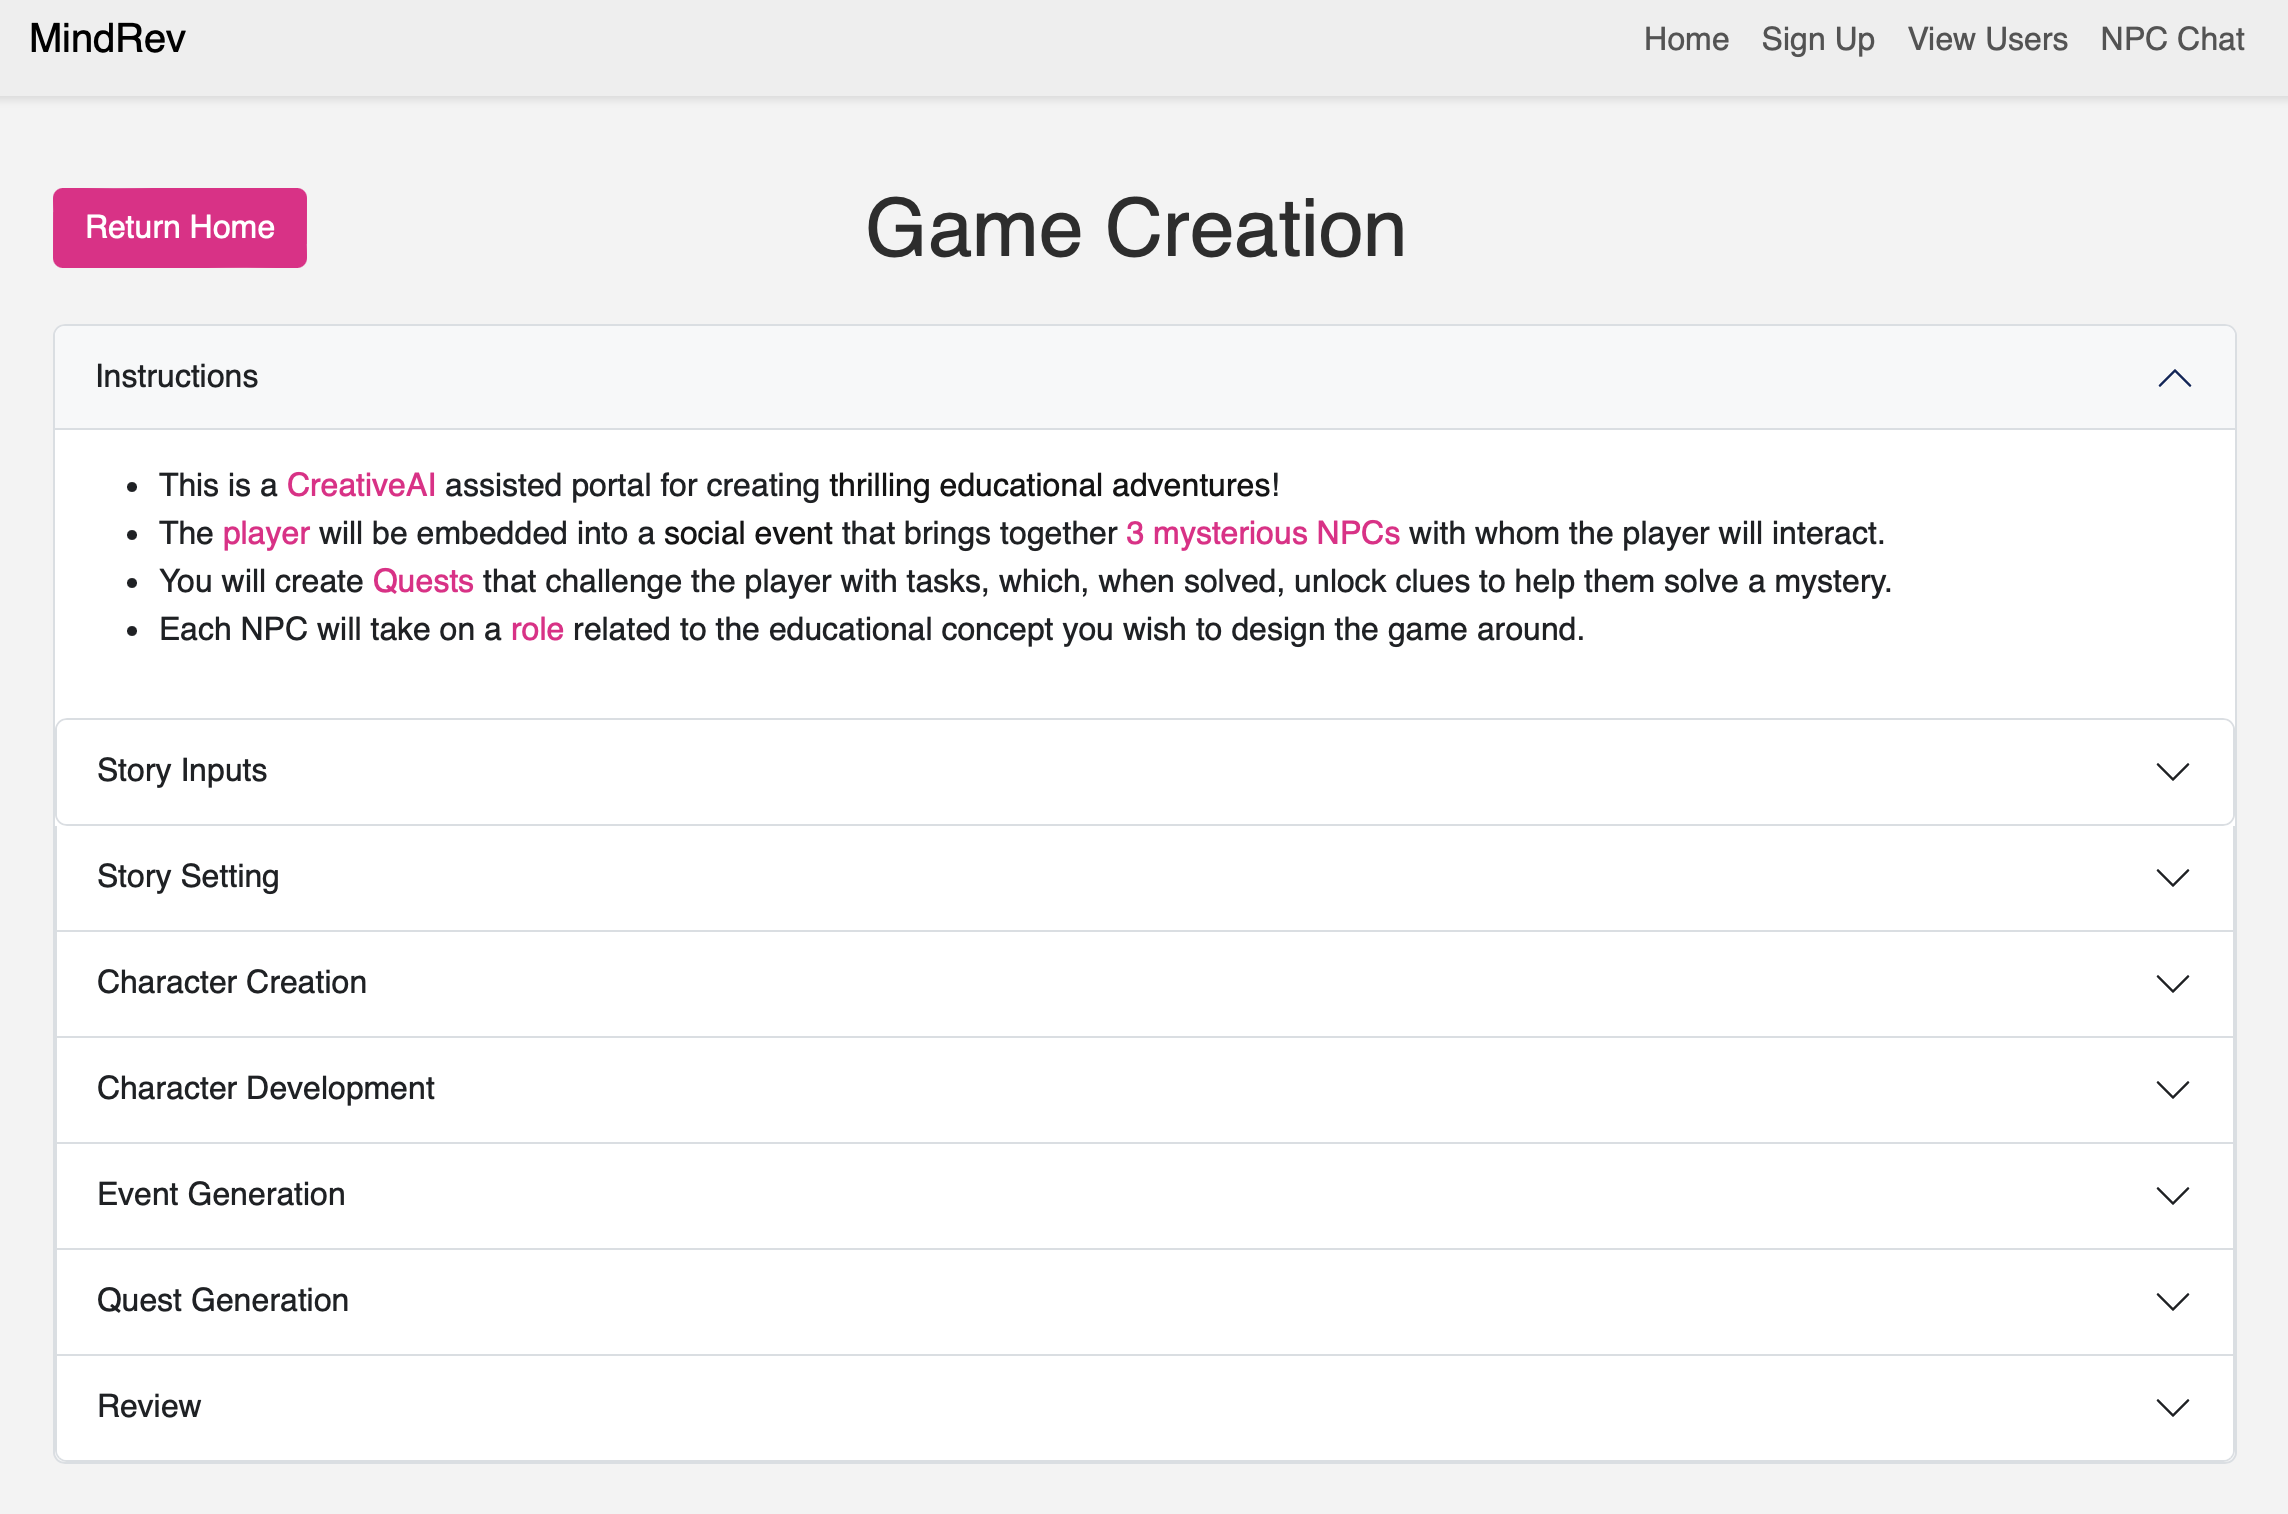 MindRev
Home Sign Up View Users NPC Chat
Return Home
Game Creation
Instructions
This is a CreativeAI assisted portal for creating thrilling educational adventures!
The player will be embedded into a social event that brings together 3 mysterious NPCs with whom the player will interact.
You will create Quests that challenge the player with tasks, which, when solved, unlock clues to help them solve a mystery.
Each NPC will take on a role related to the educational concept you wish to design the game around.
Story Inputs
Story Setting
Character Creation
Character Development
Event Generation
Quest Generation
Review